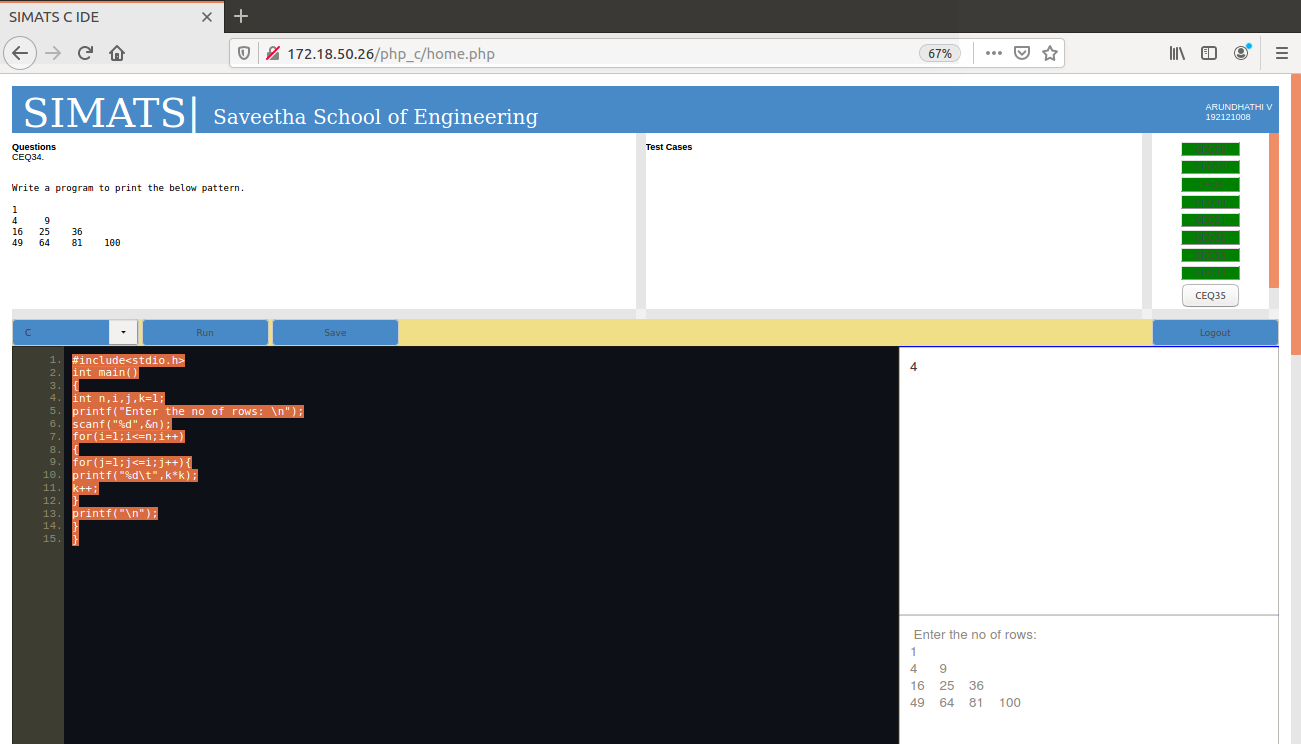 SIMATS C IDE
172.18.50.26/php_c/home.php
67%
SIMATS| Saveetha School of Engineering
ARUNDHATHI V
192121008
Questions
CEQ34.
Write a program to print the below pattern.
1
4 9
16 25 36
49 64 81 100
Test Cases
CEQ35
C
Run
Save
Logout
1. #include<stdio.h>
2. int main()
3. {
4. int n,i,j,k=1;
5. printf("Enter the no of rows: \n");
6. scanf("%d",&n);
7. for(i=1;i<=n;i++)
8. {
9. for(j=1;j<=i;j++){
10. printf("%d\t",k*k);
11. k++;
12. }
13. printf("\n");
14. }
15. }
4
Enter the no of rows:
1
4 9
16 25 36
49 64 81 100